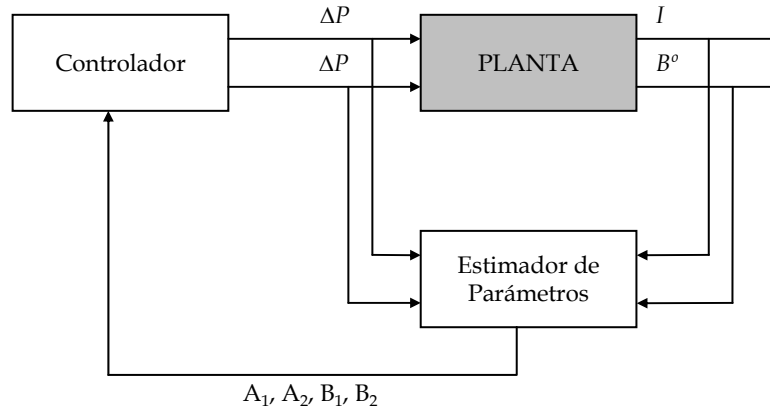 ΔP
I
Controlador
ΔP
PLANTA
Bº
Estimador de
Parámetros
A₁, A₂, B₁, B₂